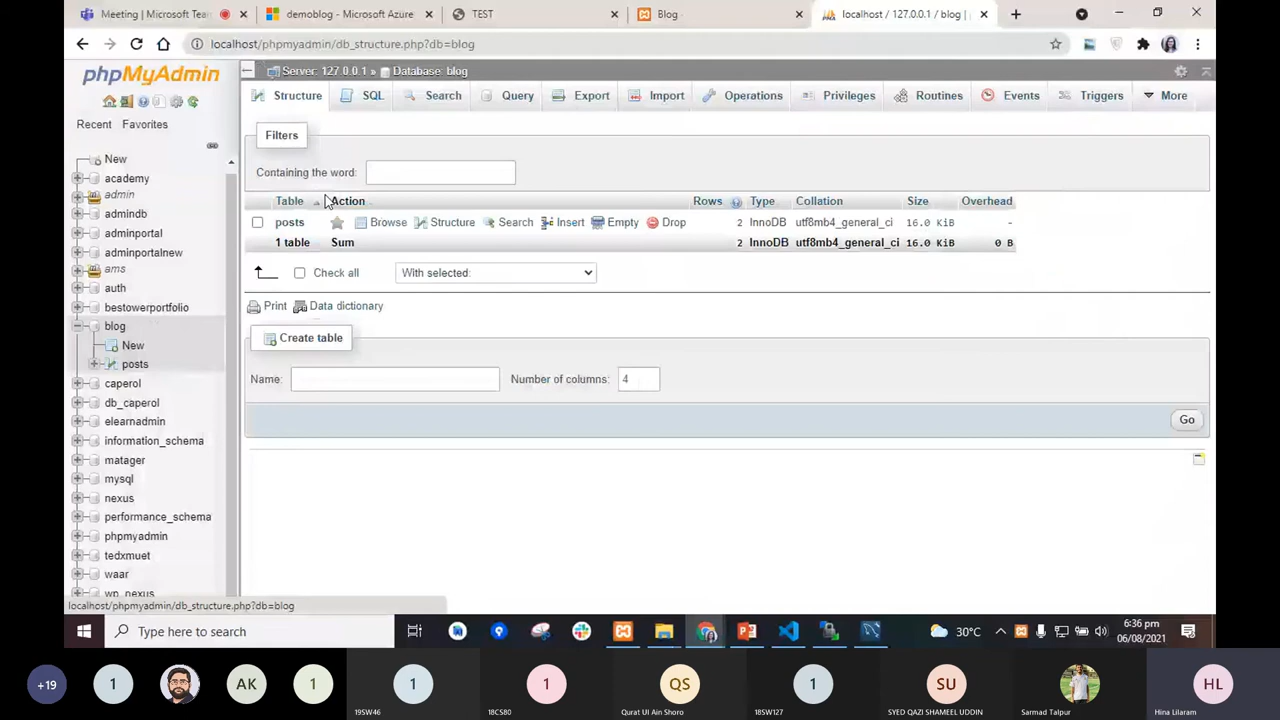 Meeting | Microsoft Tear
demoblog - Microsoft Azure
TEST
Blog
localhost / 127.0.0.1 / blog |
localhost/phpmyadmin/db_structure.php?db=blog
phpMyAdmin
Server: 127.0.0.1 » Database: blog
Structure SQL Search Query Export Import Operations Privileges Routines Events Triggers More
Recent Favorites
Filters
Containing the word:
New
academy
admin
admindb
adminportal
adminportalnew
ams
auth
bestowerportfolio
blog
New
posts
caperol
db_caperol
elearnadmin
information_schema
matager
mysql
nexus
performance_schema
phpmyadmin
tedxmuet
waar
wp_nexus
Table Action Rows Type Collation Size Overhead
posts Browse Structure Search Insert Empty Drop 2 InnoDB utf8mb4_general_ci 16.0 KiB -
1 table Sum 2 InnoDB utf8mb4_general_ci 16.0 KiB 0 B
Check all With selected:
Print Data dictionary
Create table
Name: Number of columns: 4
Go
localhost/phpmyadmin/db_structure.php?db=blog
Type here to search
30°C
6:36 pm
06/08/2021
+19
1
AK
1
1
19SW46
1
18CS80
QS
Qurat Ul Ain Shoro
1
18SW127
SU
SYED QAZI SHAMEEL UDDIN
Sarmad Talpur
HL
Hina Lilaram